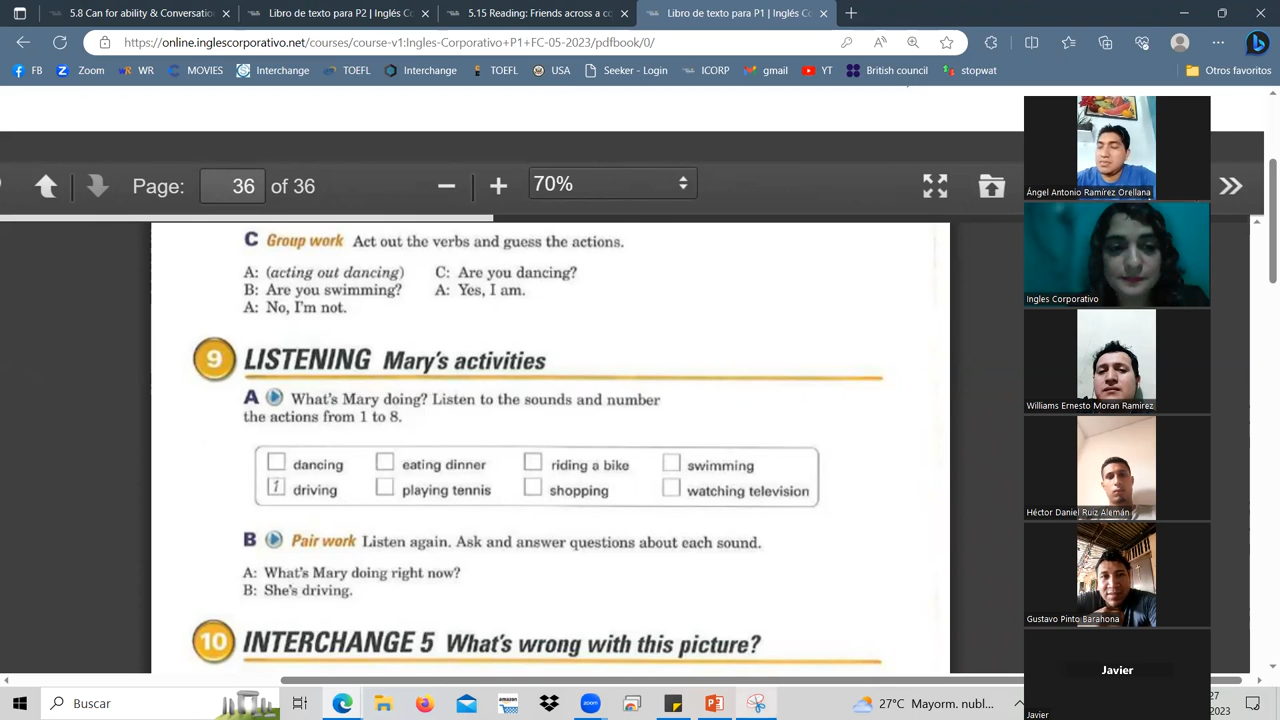 5.8 Can for ability & Conversation
Libro de texto para P2 | Inglés Co
5.15 Reading: Friends across a co
Libro de texto para P1 | Inglés Co
https://online.inglescorporativo.net/courses/course-v1:Ingles-Corporativo+P1+FC-05-2023/pdfbook/0/
FB
Zoom
WR
MOVIES
Interchange
TOEFL
Interchange
TOEFL
USA
Seeker - Login
ICORP
gmail
YT
British council
stopwat
Otros favoritos
Page: 36 of 36
70%
C Group work Act out the verbs and guess the actions.
A: (acting out dancing) C: Are you dancing?
B: Are you swimming? A: Yes, I am.
A: No, I'm not.
9 LISTENING Mary's activities
A What's Mary doing? Listen to the sounds and number
the actions from 1 to 8.
dancing eating dinner riding a bike swimming
1 driving playing tennis shopping watching television
B Pair work Listen again. Ask and answer questions about each sound.
A: What's Mary doing right now?
B: She's driving.
10 INTERCHANGE 5 What's wrong with this picture?
Ángel Antonio Ramírez Orellana
Ingles Corporativo
Williams Ernesto Moran Ramirez
Héctor Daniel Ruiz Alemán
Gustavo Pinto Barahona
Javier
Javier
Buscar
amazon
zoom
27°C Mayorm. nubl...
27
2023